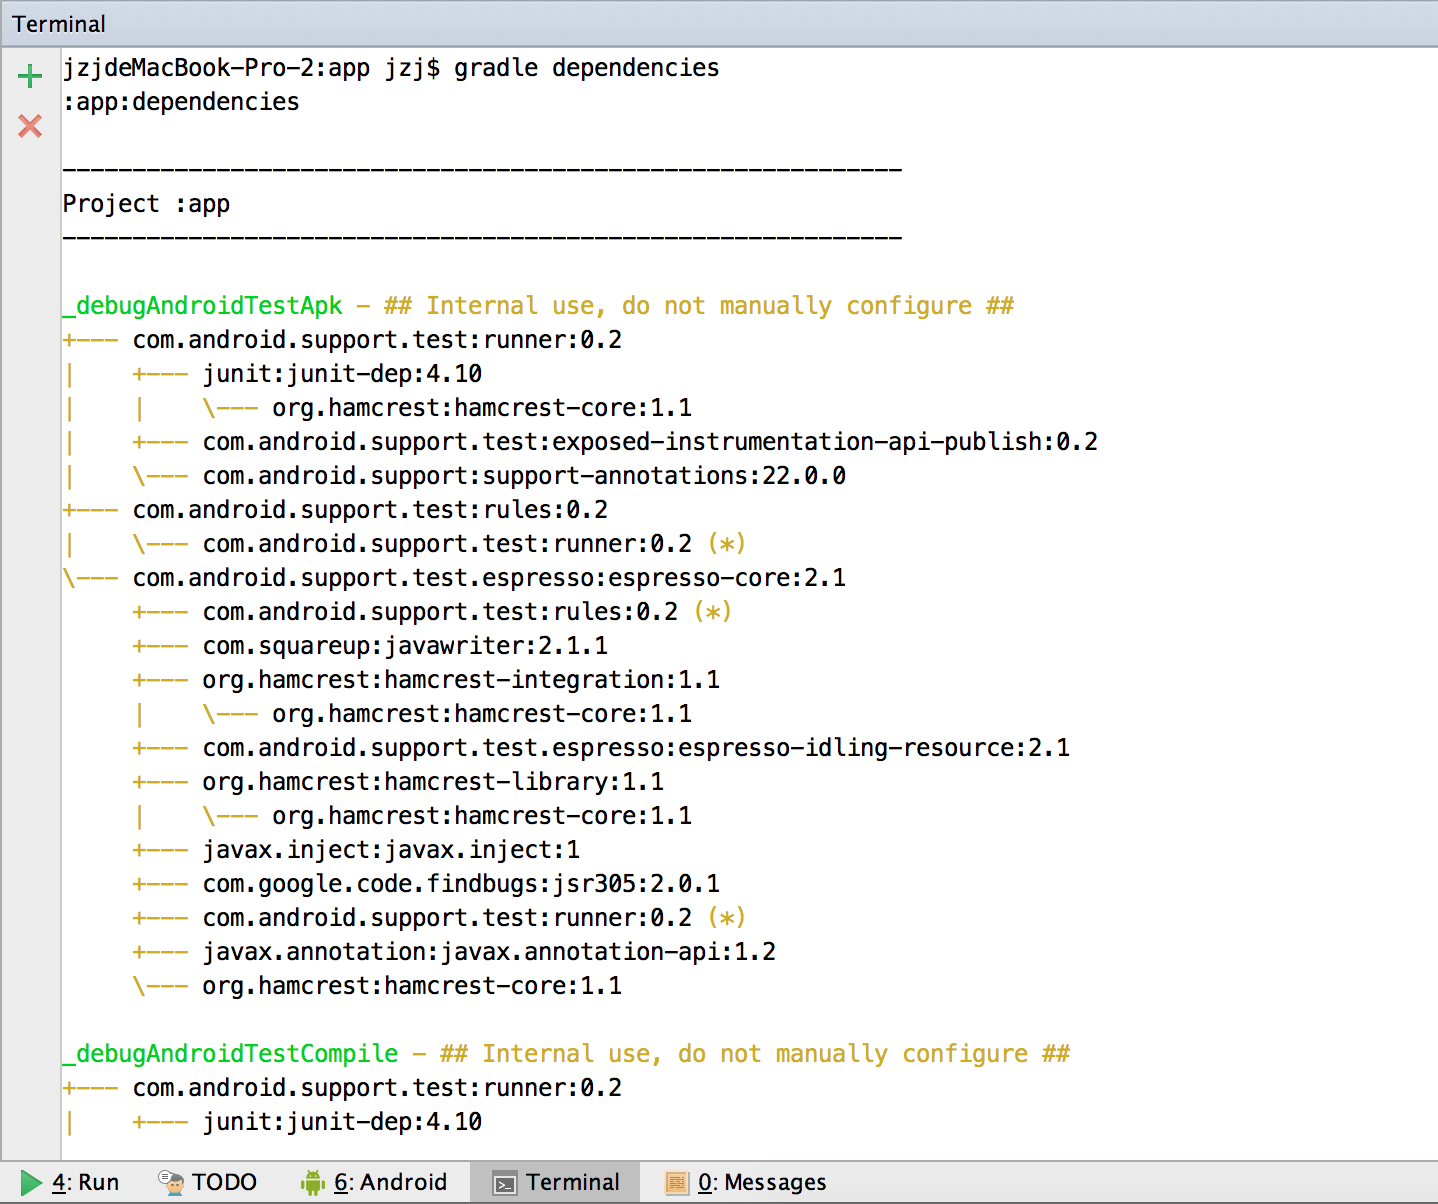 Terminal
jzjdeMacBook-Pro-2:app jzj$ gradle dependencies
:app:dependencies
------------------------------------------------------------
Project :app
------------------------------------------------------------
_debugAndroidTestApk - ## Internal use, do not manually configure ##
+--- com.android.support.test:runner:0.2
|    +--- junit:junit-dep:4.10
|    |    \--- org.hamcrest:hamcrest-core:1.1
|    +--- com.android.support.test:exposed-instrumentation-api-publish:0.2
|    \--- com.android.support:support-annotations:22.0.0
+--- com.android.support.test:rules:0.2
|    \--- com.android.support.test:runner:0.2 (*)
\--- com.android.support.test.espresso:espresso-core:2.1
     +--- com.android.support.test:rules:0.2 (*)
     +--- com.squareup:javawriter:2.1.1
     +--- org.hamcrest:hamcrest-integration:1.1
     |    \--- org.hamcrest:hamcrest-core:1.1
     +--- com.android.support.test.espresso:espresso-idling-resource:2.1
     +--- org.hamcrest:hamcrest-library:1.1
     |    \--- org.hamcrest:hamcrest-core:1.1
     +--- javax.inject:javax.inject:1
     +--- com.google.code.findbugs:jsr305:2.0.1
     +--- com.android.support.test:runner:0.2 (*)
     +--- javax.annotation:javax.annotation-api:1.2
     \--- org.hamcrest:hamcrest-core:1.1
_debugAndroidTestCompile - ## Internal use, do not manually configure ##
+--- com.android.support.test:runner:0.2
|    +--- junit:junit-dep:4.10
4: Run TODO 6: Android Terminal 0: Messages